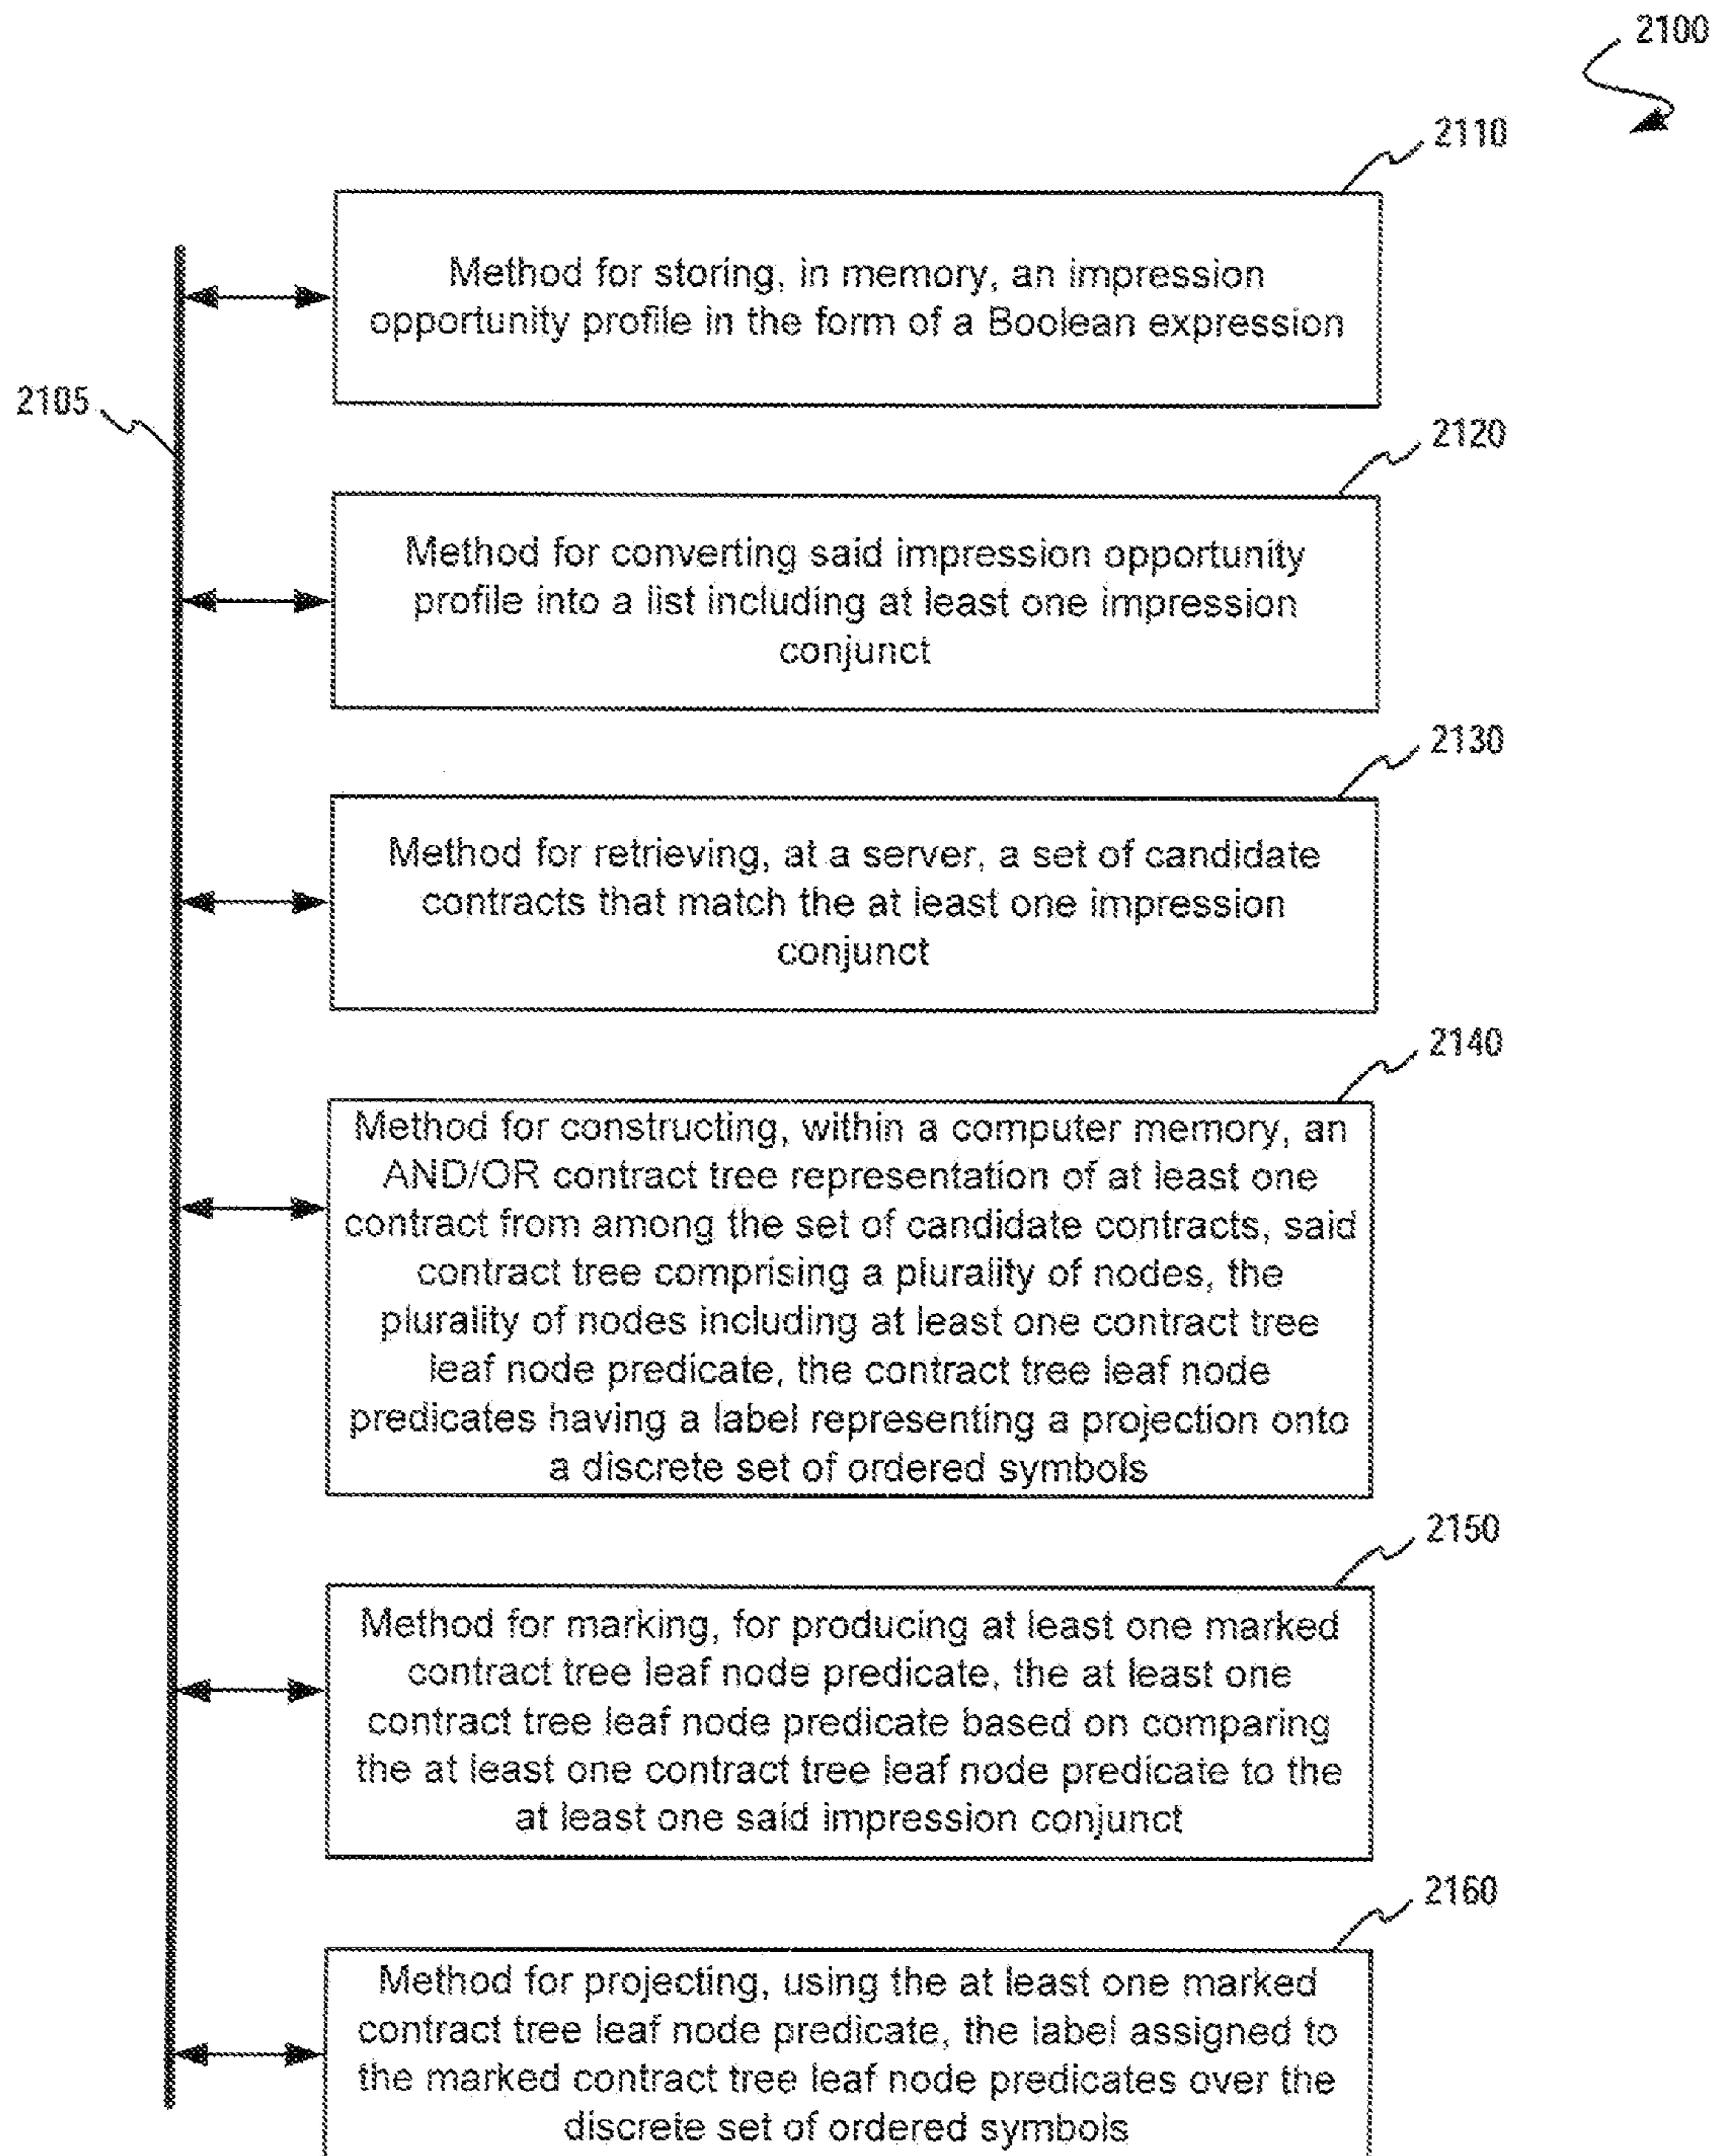 2100
2110
Method for storing, in memory, an impression
opportunity profile in the form of a Boolean expression
2105
2120
Method for converting said impression opportunity
profile into a list including at least one impression
conjunct
2130
Method for retrieving, at a server, a set of candidate
contracts that match the at least one impression
conjunct
2140
Method for constructing, within a computer memory, an
AND/OR contract tree representation of at least one
contract from among the set of candidate contracts, said
contract tree comprising a plurality of nodes, the
plurality of nodes including at least one contract tree
leaf node predicate, the contract tree leaf node
predicates having a label representing a projection onto
a discrete set of ordered symbols
2150
Method for marking, for producing at least one marked
contract tree leaf node predicate, the at least one
contract tree leaf node predicate based on comparing
the at least one contract tree leaf node predicate to the
at least one said impression conjunct
2160
Method for projecting, using the at least one marked
contract tree leaf node predicate, the label assigned to
the marked contract tree leaf node predicates over the
discrete set of ordered symbols